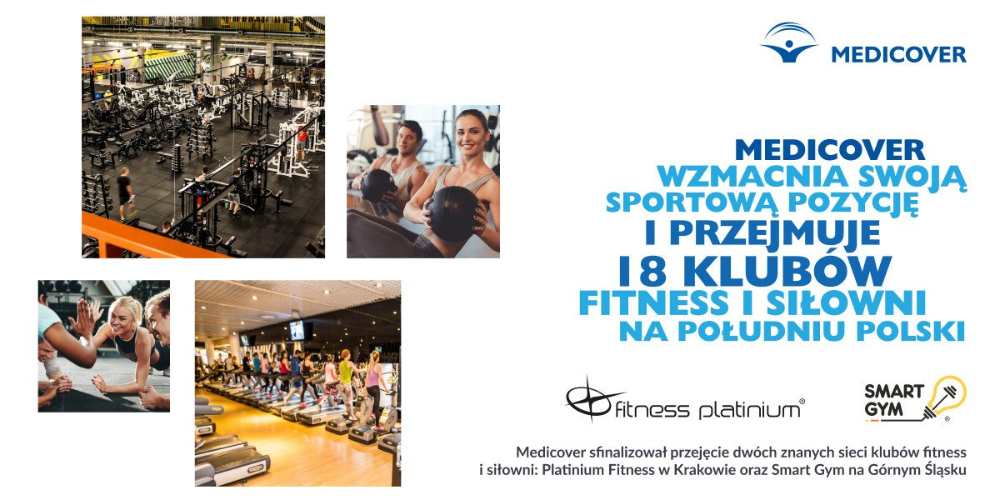 MEDICOVER
MEDICOVER
WZMACNIA SWOJĄ
SPORTOWĄ POZYCJĘ
I PRZEJMUJE
18 KLUBÓW
FITNESS I SIŁOWNI
NA POŁUDNIU POLSKI
fitness platinium®
SMART
GYM
®
Medicover sfinalizował przejęcie dwóch znanych sieci klubów fitness
i siłowni: Platinium Fitness w Krakowie oraz Smart Gym na Górnym Śląsku